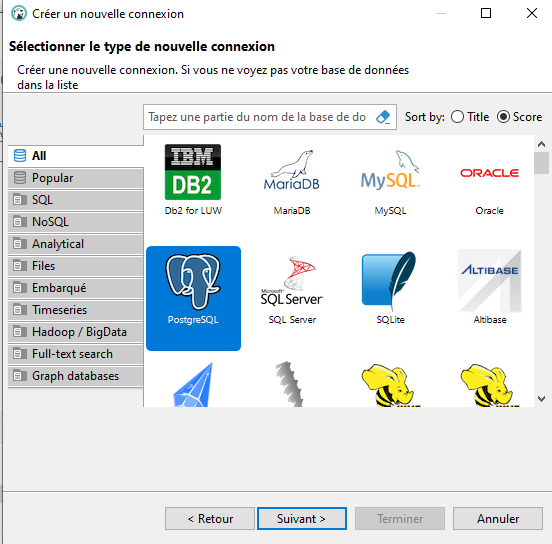 Créer un nouvelle connexion
Sélectionner le type de nouvelle connexion
Créer une nouvelle connexion. Si vous ne voyez pas votre base de données
dans la liste
Tapez une partie du nom de la base de do
Sort by: Title Score
All
Popular
SQL
NoSQL
Analytical
Files
Embarqué
Timeseries
Hadoop / BigData
Full-text search
Graph databases
IBM
DB2
MariaDB
MySQL
ORACLE
Db2 for LUW
MariaDB
MySQL
Oracle
Microsoft
SQL Server
ALTIBASE
PostgreSQL
SQL Server
SQLite
Altibase
< Retour
Suivant >
Terminer
Annuler